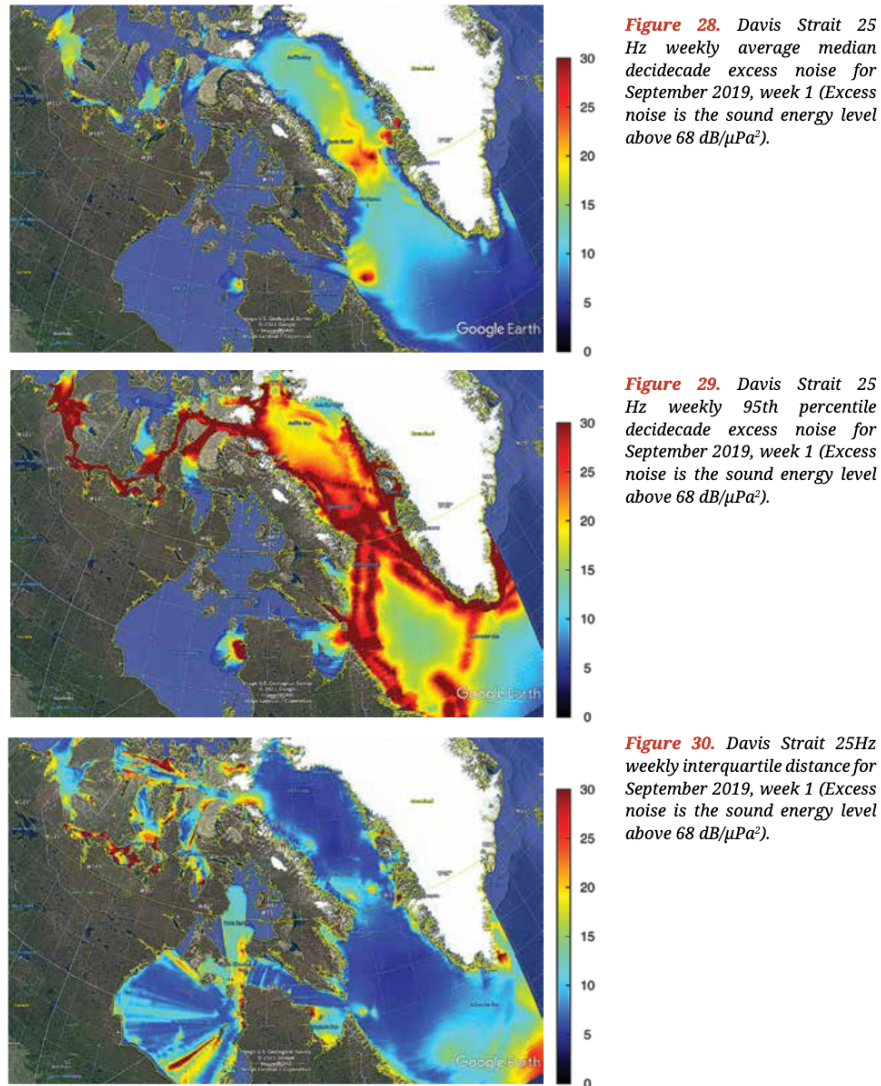 Figure 28. Davis Strait 25
Hz weekly average median
decidecade excess noise for
September 2019, week 1 (Excess
noise is the sound energy level
above 68 dB/μPa²).
30
25
20
15
10
5
0
Google Earth
Figure 29. Davis Strait 25
Hz weekly 95th percentile
decidecade excess noise for
September 2019, week 1 (Excess
noise is the sound energy level
above 68 dB/μPa²).
30
25
20
15
10
5
0
Google Earth
Figure 30. Davis Strait 25Hz
weekly interquartile distance for
September 2019, week 1 (Excess
noise is the sound energy level
above 68 dB/μPa²).
30
25
20
15
10
5
0
Google Earth